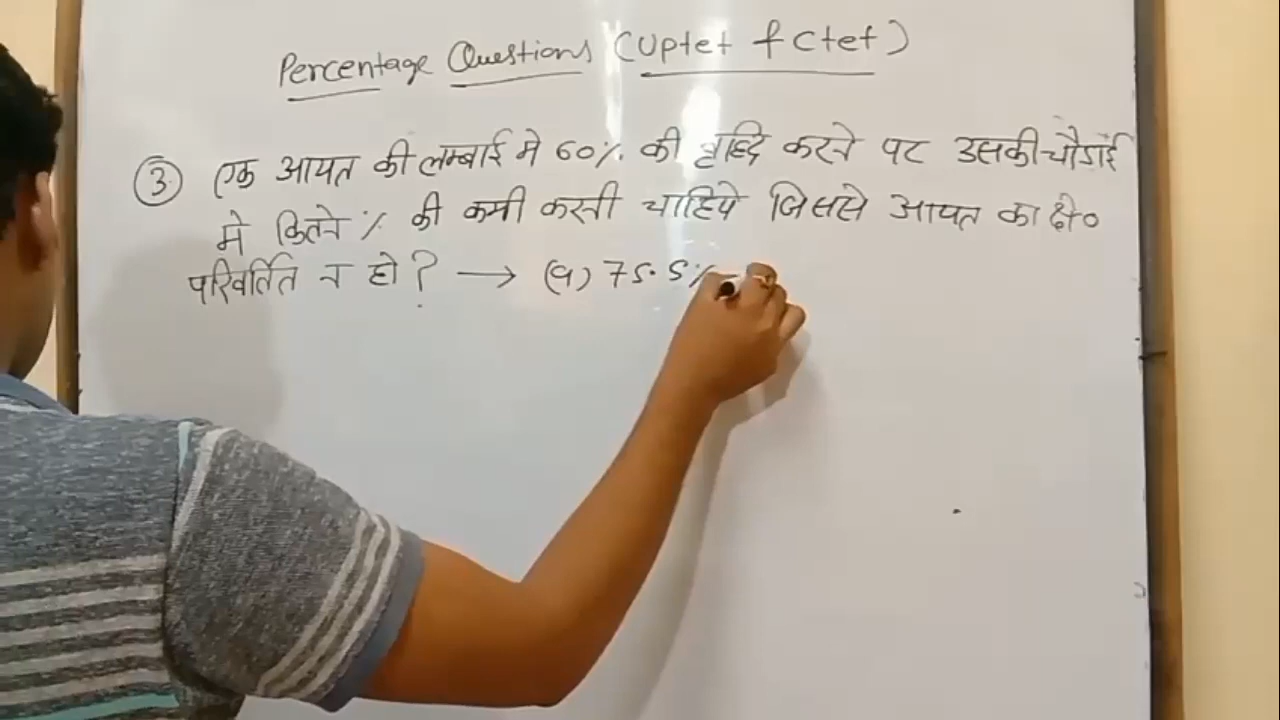 Percentage Questions (Uptet f Ctet)
③ एक आयत की लम्बाई मे 60% की वृद्धि करने पर उसकी चौडाई
मे कितने % की कमी करनी चाहिये जिससे आयत का क्षे०
परिवर्तित न हो? → (a) 75.5%